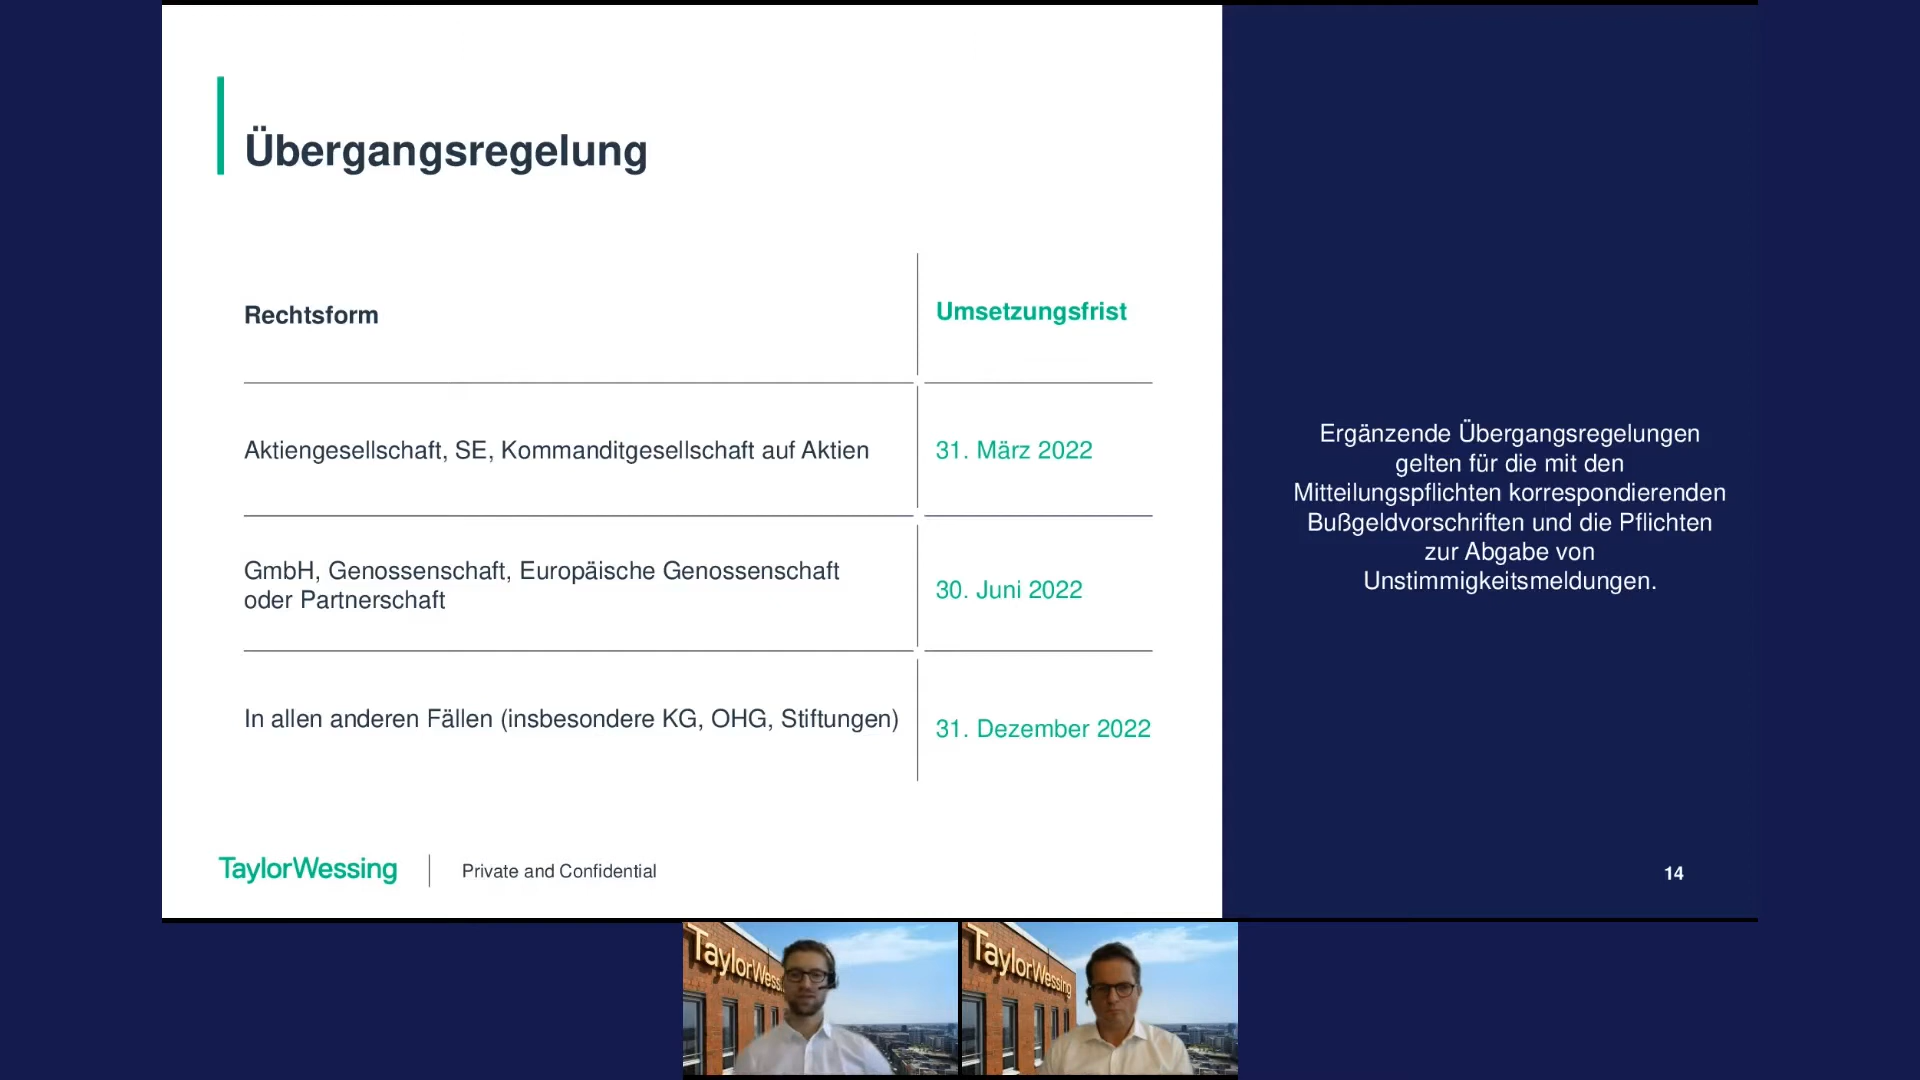 Übergangsregelung
Rechtsform
Umsetzungsfrist
Aktiengesellschaft, SE, Kommanditgesellschaft auf Aktien
31. März 2022
GmbH, Genossenschaft, Europäische Genossenschaft
oder Partnerschaft
30. Juni 2022
In allen anderen Fällen (insbesondere KG, OHG, Stiftungen)
31. Dezember 2022
Ergänzende Übergangsregelungen
gelten für die mit den
Mitteilungspflichten korrespondierenden
Bußgeldvorschriften und die Pflichten
zur Abgabe von
Unstimmigkeitsmeldungen.
TaylorWessing
Private and Confidential
14
TaylorWess
TaylorWessing